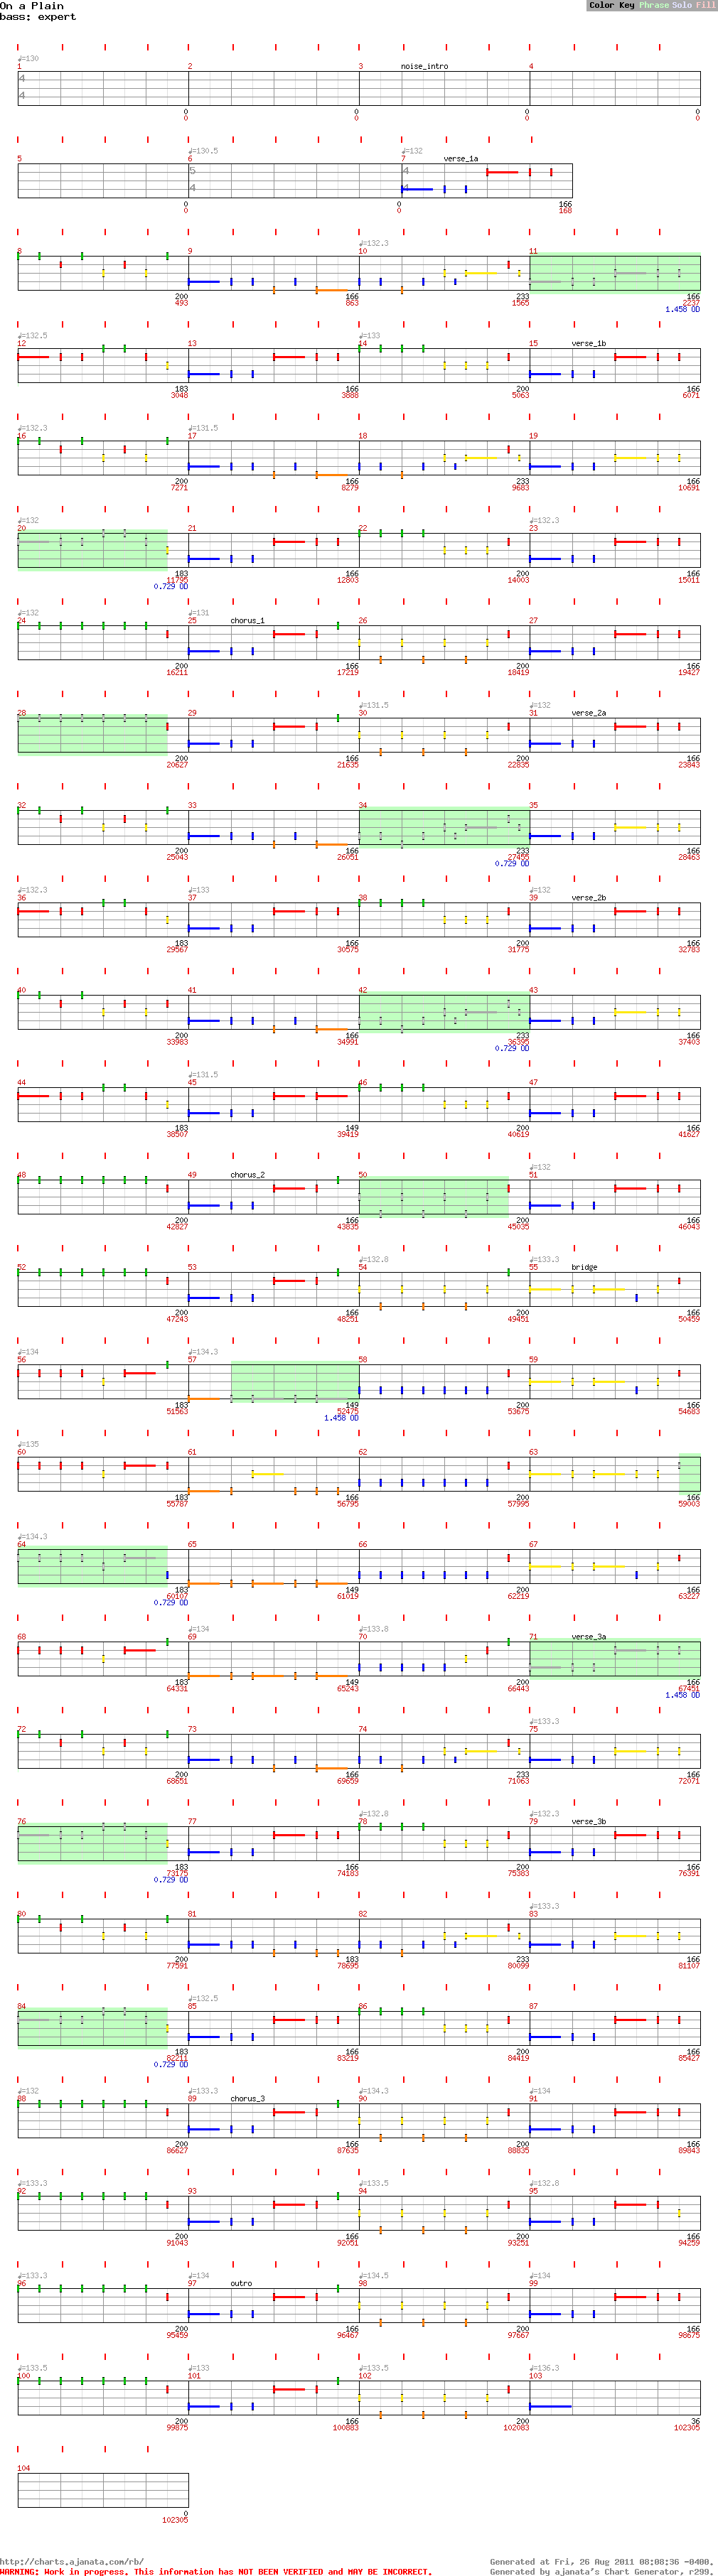 On a Plain
bass: expert
Color Key Phrase Solo Fill
♩=130
1 2 3 noise_intro 4
4
4
0 0 0 0
0 0 0 0
♩=130.5 ♩=132
5 6 7 verse_1a
5 4
4 4
0 0 166
0 0 168
♩=132.3
8 9 10 11
200 166 233 166
493 863 1565 2237
1.458 OD
♩=132.5 ♩=133
12 13 14 15 verse_1b
183 166 200 166
3048 3888 5063 6071
♩=132.3 ♩=131.5
16 17 18 19
200 166 233 166
7271 8279 9683 10691
♩=132 ♩=132.3
20 21 22 23
183 166 200 166
11795 12803 14003 15011
0.729 OD
♩=132 ♩=131
24 25 chorus_1 26 27
200 166 200 166
16211 17219 18419 19427
♩=131.5 ♩=132
28 29 30 31 verse_2a
200 166 200 166
20627 21635 22835 23843
32 33 34 35
200 166 233 166
25043 26051 27455 28463
0.729 OD
♩=132.3 ♩=133 ♩=132
36 37 38 39 verse_2b
183 166 200 166
29567 30575 31775 32783
40 41 42 43
200 166 233 166
33983 34991 36395 37403
0.729 OD
♩=131.5
44 45 46 47
183 149 200 166
38507 39419 40619 41627
♩=132
48 49 chorus_2 50 51
200 166 200 166
42827 43835 45035 46043
♩=132.8 ♩=133.3
52 53 54 55 bridge
200 166 200 166
47243 48251 49451 50459
♩=134 ♩=134.3
56 57 58 59
183 149 200 166
51563 52475 53675 54683
1.458 OD
♩=135
60 61 62 63
183 166 200 166
55787 56795 57995 59003
♩=134.3
64 65 66 67
183 149 200 166
60107 61019 62219 63227
0.729 OD
♩=134 ♩=133.8
68 69 70 71 verse_3a
183 149 200 166
64331 65243 66443 67451
1.458 OD
♩=133.3
72 73 74 75
200 166 233 166
68651 69659 71063 72071
♩=132.8 ♩=132.3
76 77 78 79 verse_3b
183 166 200 166
73175 74183 75383 76391
0.729 OD
♩=133.3
80 81 82 83
200 183 233 166
77591 78695 80099 81107
♩=132.5
84 85 86 87
183 166 200 166
82211 83219 84419 85427
0.729 OD
♩=132 ♩=133.3 ♩=134.3 ♩=134
88 89 chorus_3 90 91
200 166 200 166
86627 87635 88835 89843
♩=133.3 ♩=133.5 ♩=132.8
92 93 94 95
200 166 200 166
91043 92051 93251 94259
♩=133.3 ♩=134 ♩=134.5 ♩=134
96 97 outro 98 99
200 166 200 166
95459 96467 97667 98675
♩=133.5 ♩=133 ♩=133.5 ♩=136.3
100 101 102 103
200 166 200 36
99875 100883 102083 102305
104
0
102305
http://charts.ajanata.com/rb/ Generated at Fri, 26 Aug 2011 08:08:36 -0400.
WARNING: Work in progress. This information has NOT BEEN VERIFIED and MAY BE INCORRECT. Generated by ajanata's Chart Generator, r299.